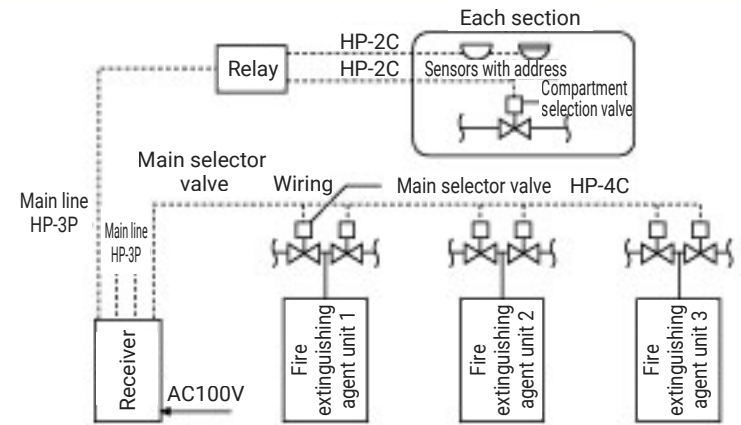 Each section
HP-2C
Relay
HP-2C
Sensors with address
Compartment
selection valve
Main selector
valve
Wiring
Main selector valve
HP-4C
Main line
HP-3P
Main line
HP-3P
Receiver
AC100V
Fire
extinguishing
agent unit 1
Fire
extinguishing
agent unit 2
Fire
extinguishing
agent unit 3